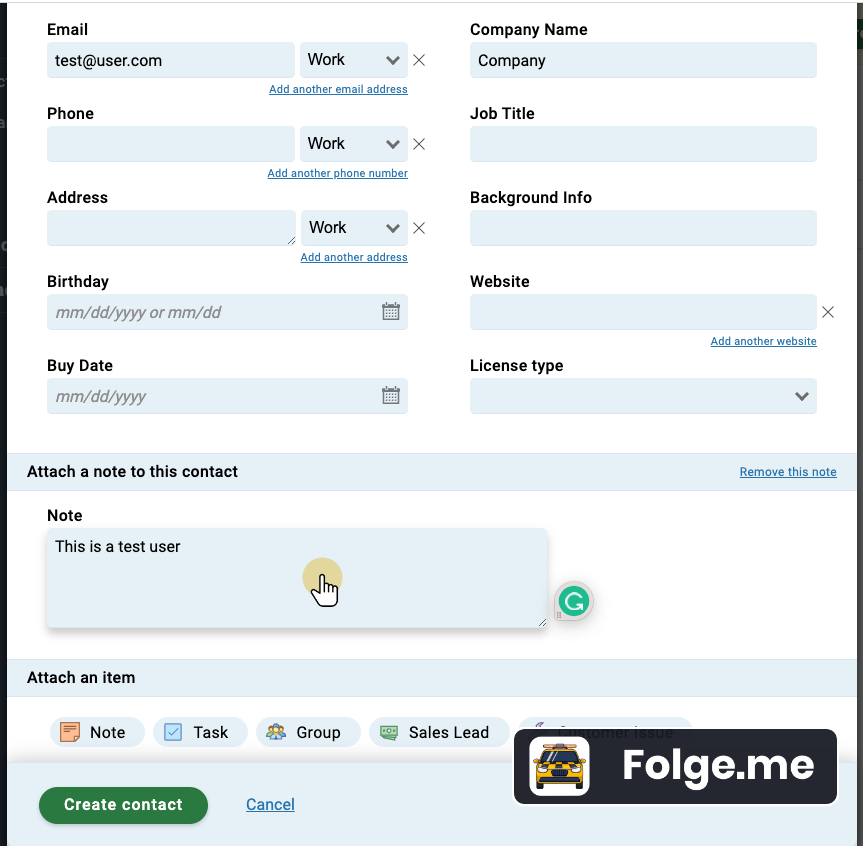 Email
Company Name
test@user.com
Work
Company
Add another email address
Phone
Job Title
Work
Add another phone number
Address
Background Info
Work
Add another address
Birthday
Website
mm/dd/yyyy or mm/dd
Add another website
Buy Date
License type
mm/dd/yyyy
Attach a note to this contact
Remove this note
Note
This is a test user
Attach an item
Note
Task
Group
Sales Lead
Customer Issue
Folge.me
Create contact
Cancel